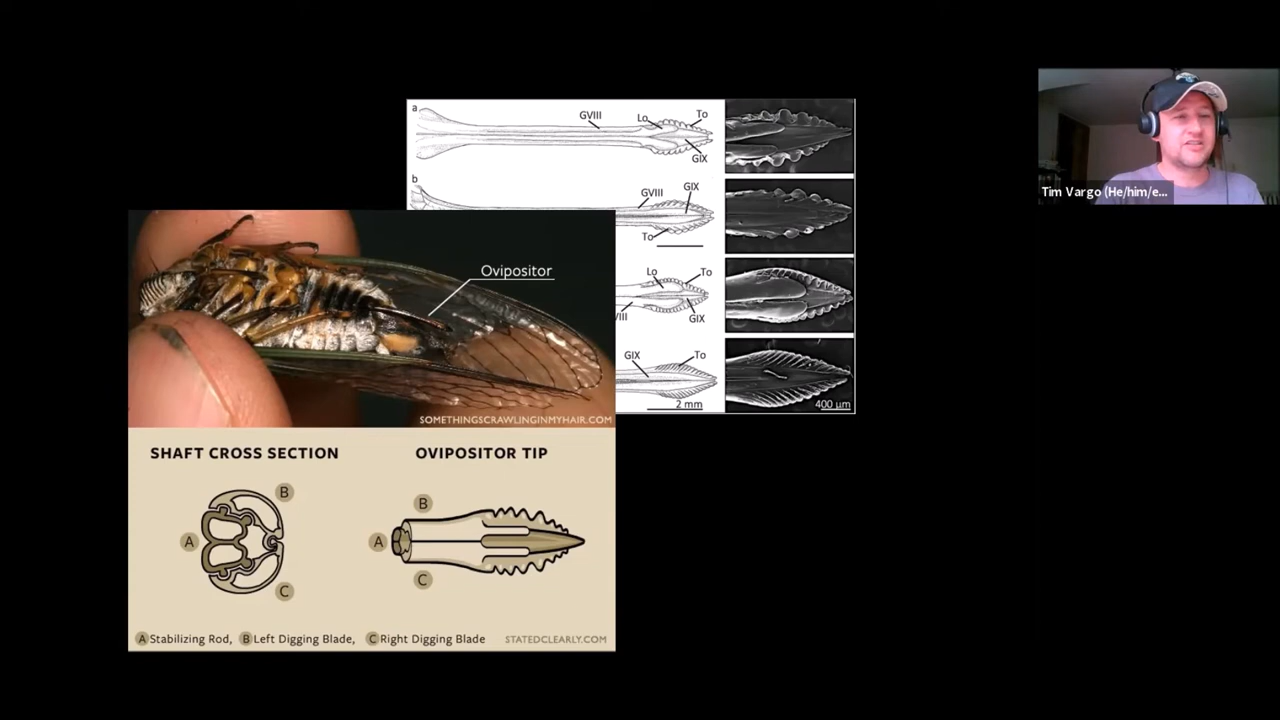 a
GVIII
Lo
To
GIX
b
GVIII
GIX
To
Lo
To
VIII
GIX
GIX
To
2 mm
400 µm
Tim Vargo (He/him/e...
Ovipositor
SOMETHINGSCRAWLINGINMYHAIR.COM
SHAFT CROSS SECTION
OVIPOSITOR TIP
B
A
C
B
A
C
A Stabilizing Rod, B Left Digging Blade, C Right Digging Blade
STATEDCLEARLY.COM